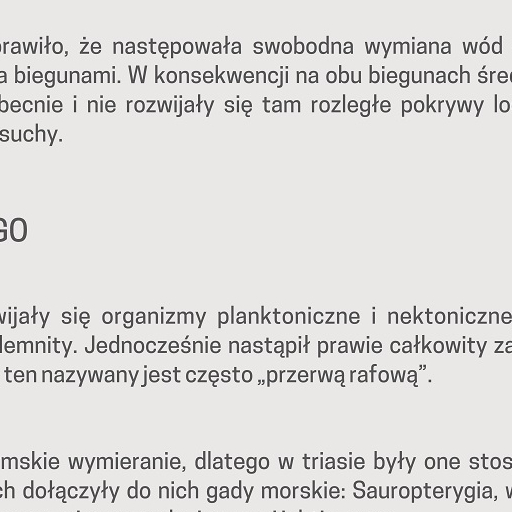 prawiło, że następowała swobodna wymiana wód
a biegunami. W konsekwencji na obu biegunach śred
becnie i nie rozwijały się tam rozległe pokrywy lo
suchy.
GO
wijały się organizmy planktoniczne i nektoniczne
lemnity. Jednocześnie nastąpił prawie całkowity za
ten nazywany jest często „przerwą rafową”.
mskie wymieranie, dlatego w triasie były one stos
ch dołączyły do nich gady morskie: Sauropterygia, w